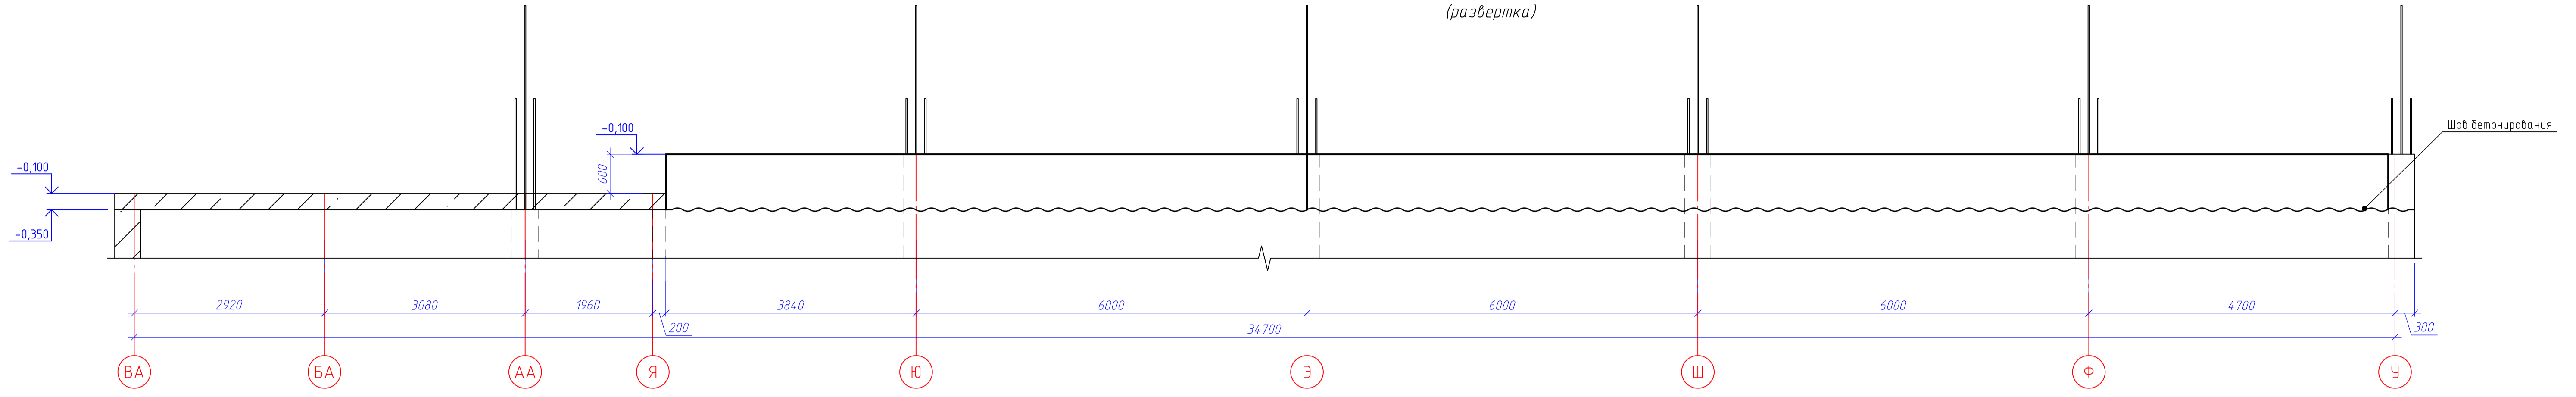 (развертка)
Шов бетонирования
-0,100
600
-0,100
-0,350
2920
3080
1960
200
3840
6000
6000
6000
4700
300
34700
ВА
БА
АА
Я
Ю
Э
Ш
Ф
У